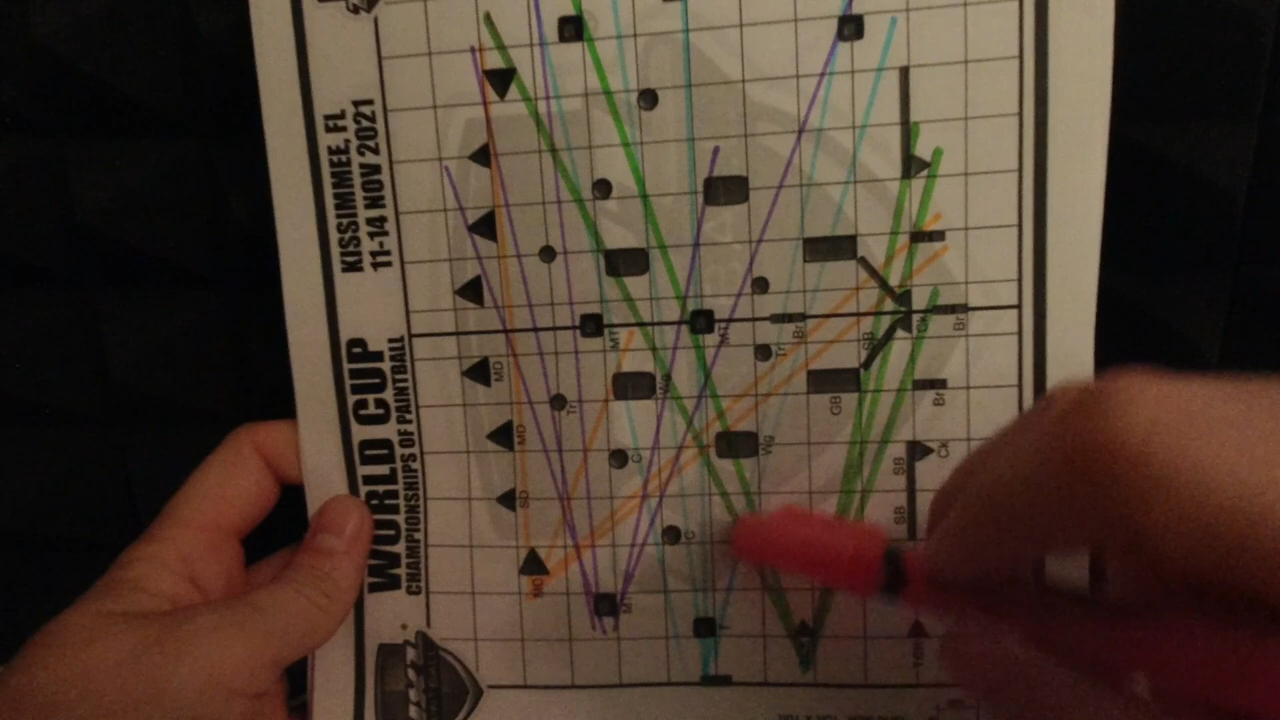 WORLD CUP
CHAMPIONSHIPS OF PAINTBALL
KISSIMMEE, FL
11-14 NOV 2021
MD
MD
SD
MD
Tr
MT
Wg
C
C
MT
MT
Wg
Tr
Br
GB
SB
Ck
Br
Br
Ck
SB
SB